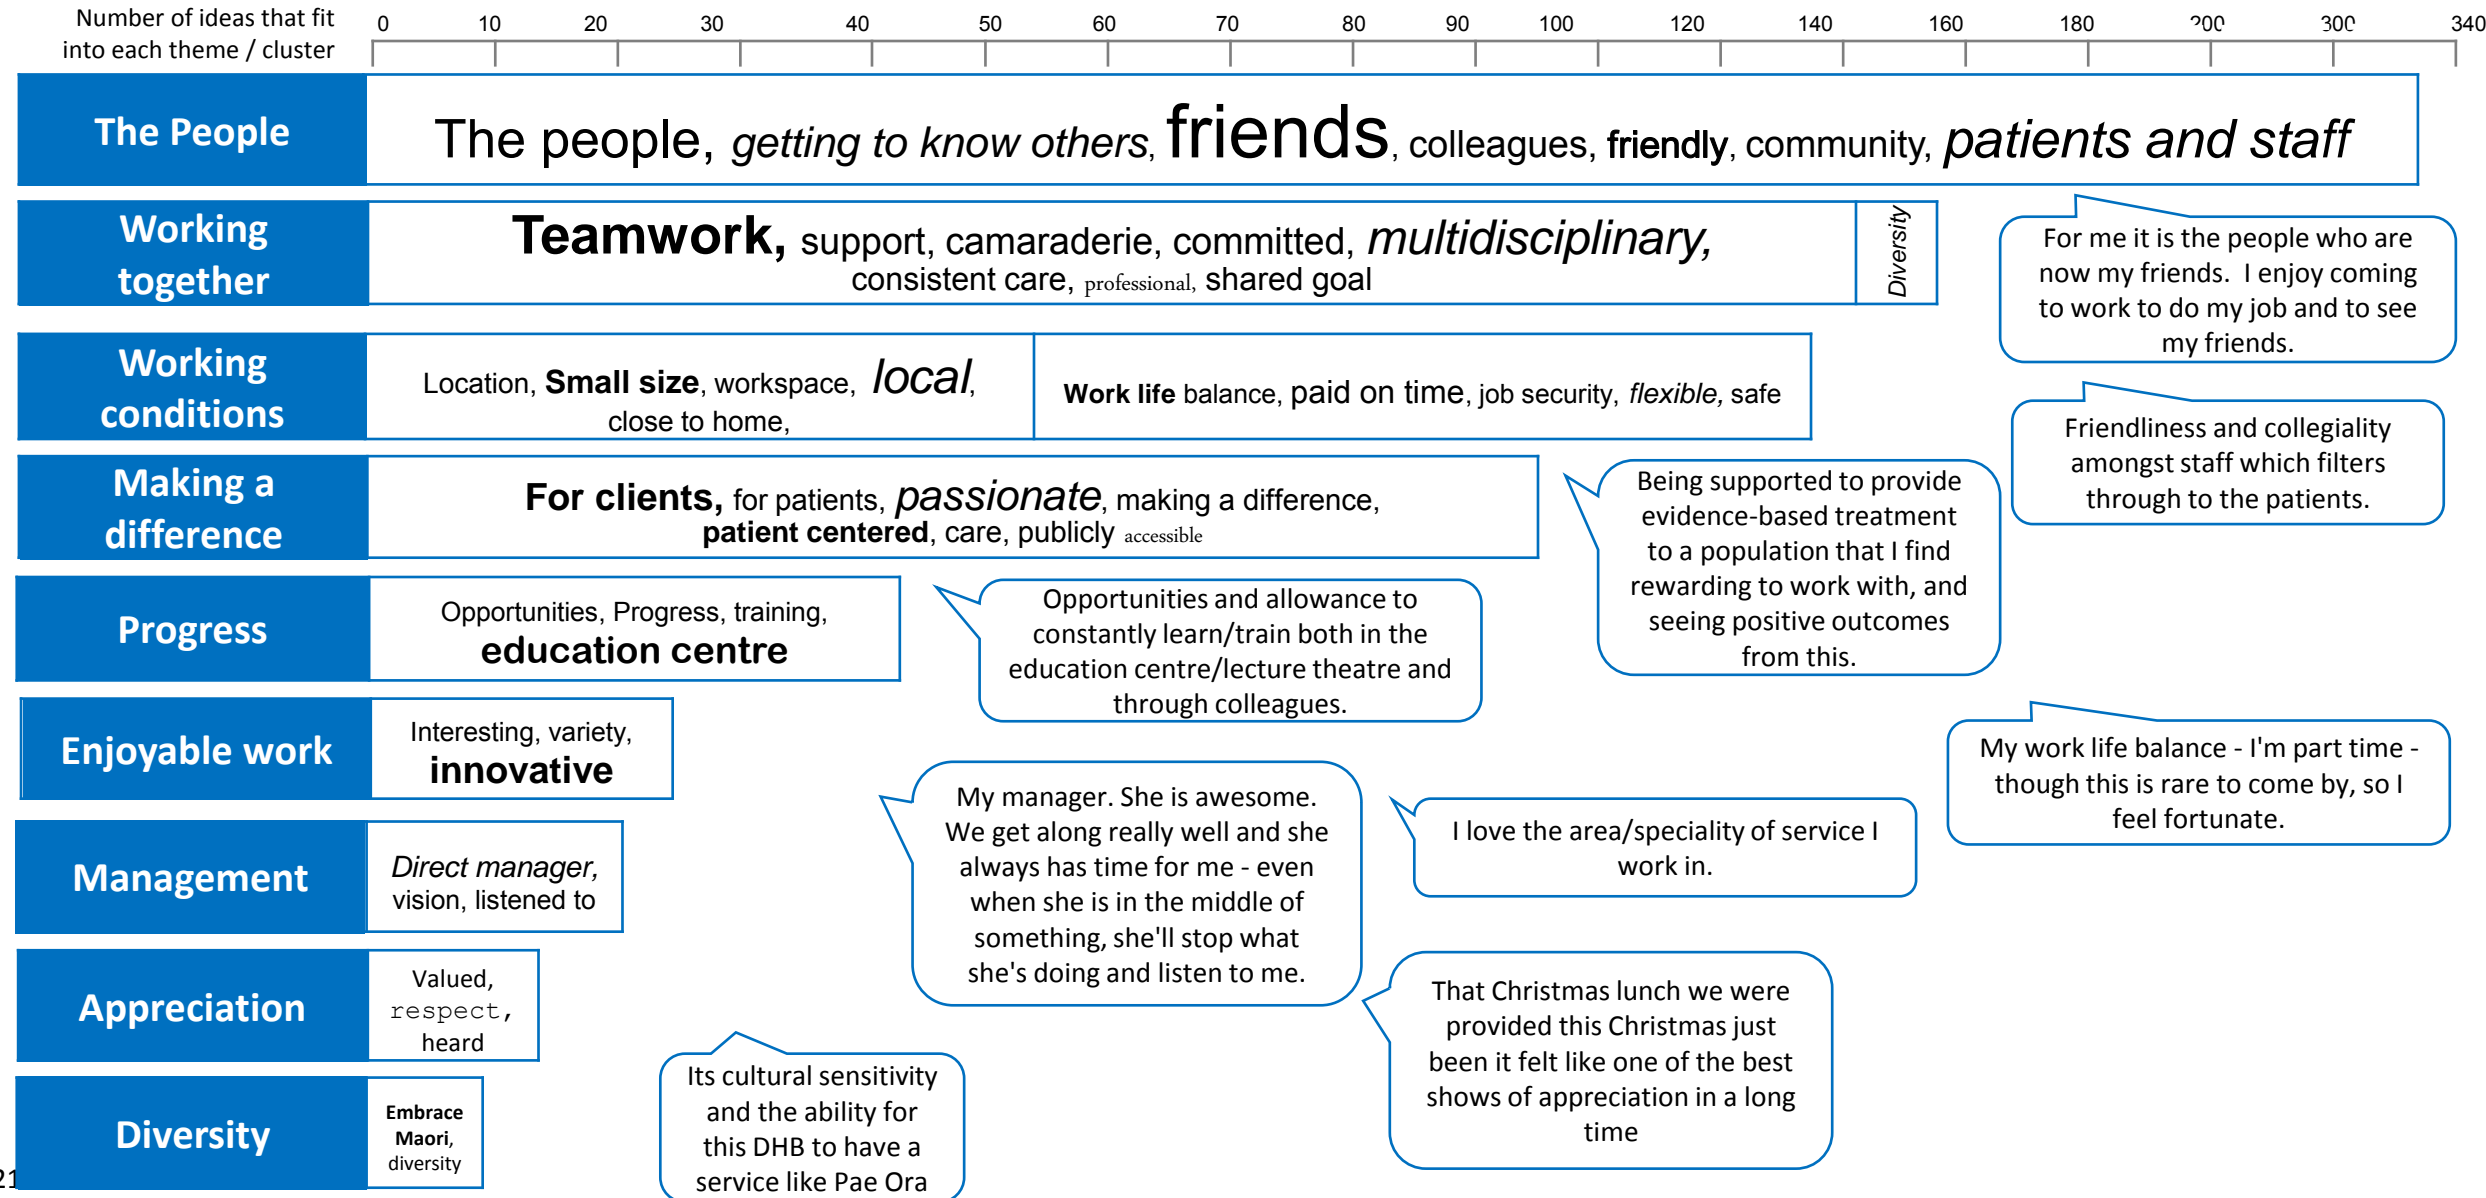 Number of ideas that fit
into each theme / cluster
0 10 20 30 40 50 60 70 80 90 100 120 140 160 180 200 300 340
The People
The people, getting to know others, friends, colleagues, friendly, community, patients and staff
Working
together
Teamwork, support, camaraderie, committed, multidisciplinary,
consistent care, professional, shared goal
Diversity
For me it is the people who are
now my friends. I enjoy coming
to work to do my job and to see
my friends.
Working
conditions
Location, Small size, workspace, local,
close to home,
Work life balance, paid on time, job security, flexible, safe
Friendliness and collegiality
amongst staff which filters
through to the patients.
Making a
difference
For clients, for patients, passionate, making a difference,
patient centered, care, publicly accessible
Being supported to provide
evidence-based treatment
to a population that I find
rewarding to work with, and
seeing positive outcomes
from this.
Progress
Opportunities, Progress, training,
education centre
Opportunities and allowance to
constantly learn/train both in the
education centre/lecture theatre and
through colleagues.
Enjoyable work
Interesting, variety,
innovative
My work life balance - I'm part time -
though this is rare to come by, so I
feel fortunate.
My manager. She is awesome.
We get along really well and she
always has time for me - even
when she is in the middle of
something, she'll stop what
she's doing and listen to me.
I love the area/speciality of service I
work in.
Management
Direct manager,
vision, listened to
Appreciation
Valued,
respect,
heard
That Christmas lunch we were
provided this Christmas just
been it felt like one of the best
shows of appreciation in a long
time
Diversity
Embrace
Maori,
diversity
Its cultural sensitivity
and the ability for
this DHB to have a
service like Pae Ora
21